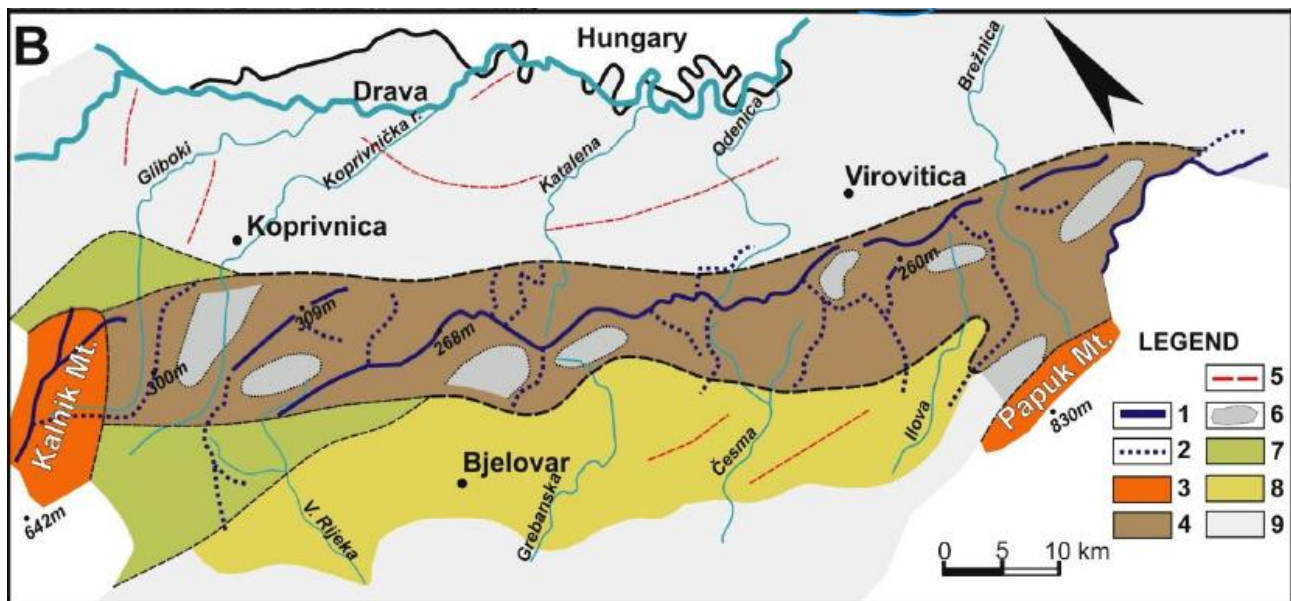 B
Hungary
Drava
Brežnica
Gliboki
Koprivnička r.
Katalena
Odenica
Virovitica
Koprivnica
309m
268m
260m
300m
Kalnik Mt.
642m
Papuk Mt.
830m
Bjelovar
V. Rijeka
Grebanska
Česma
Ilova
LEGEND
5
1 6
2 7
3 8
4 9
0 5 10 km